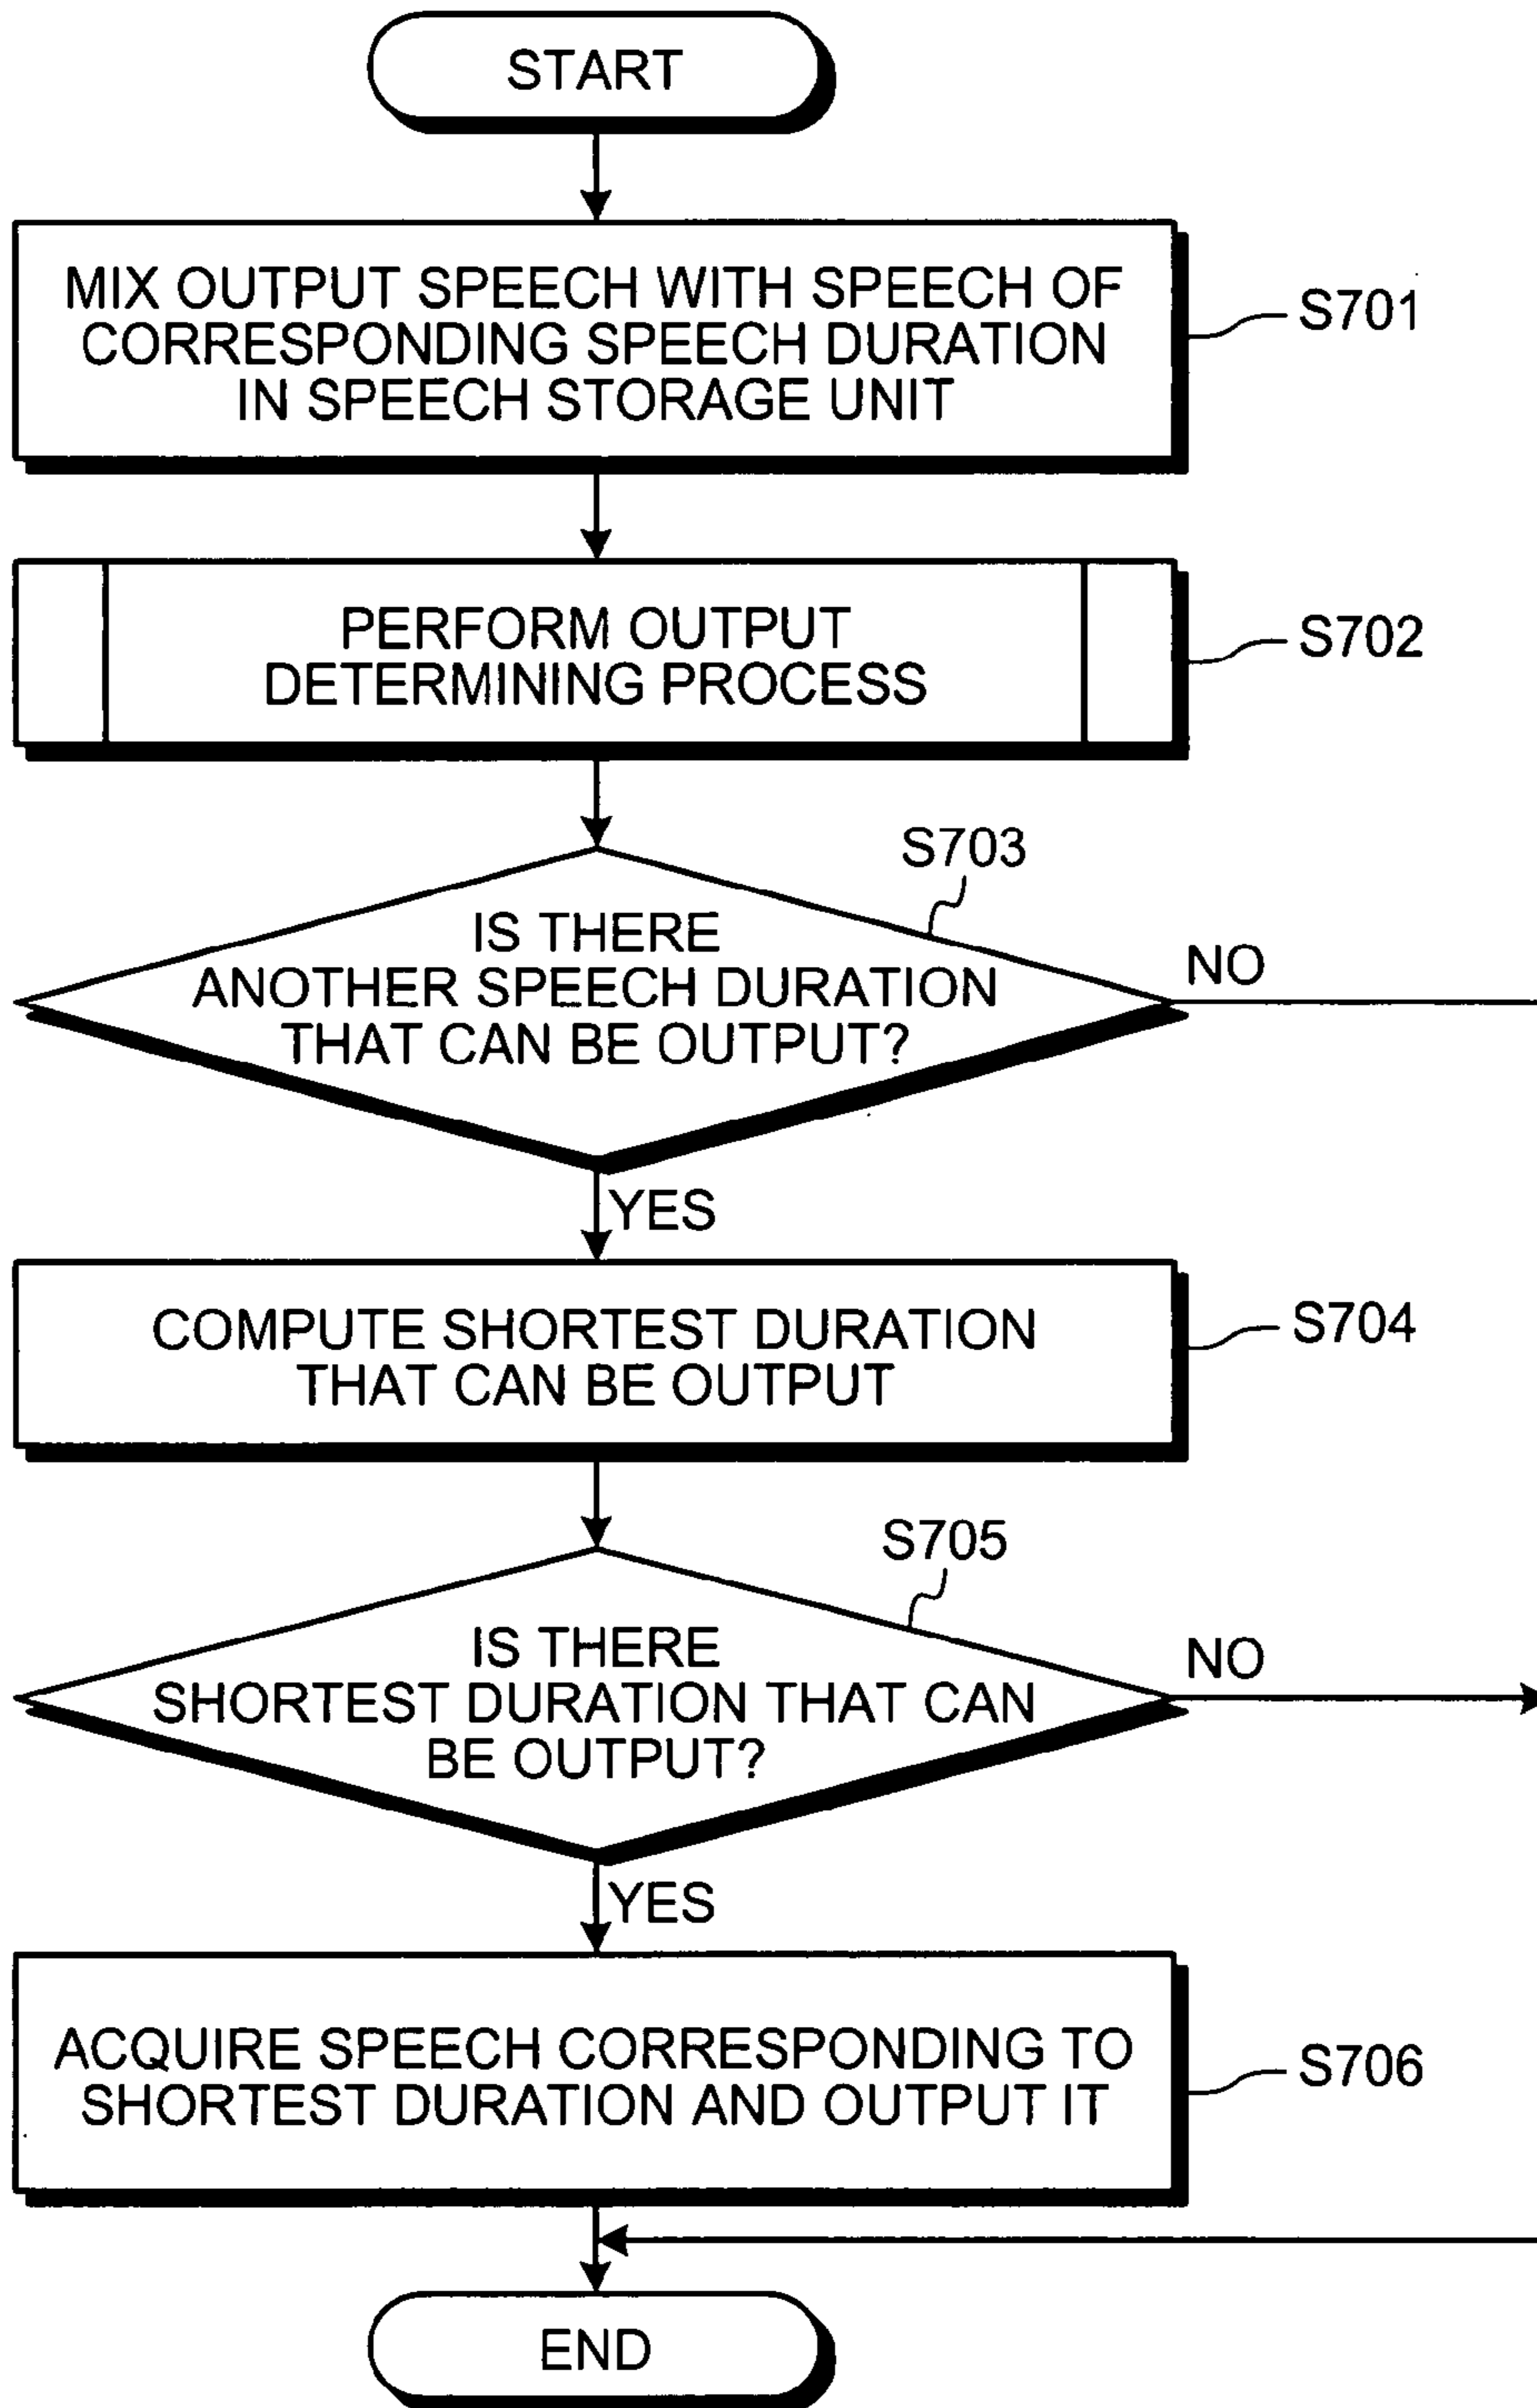 START
MIX OUTPUT SPEECH WITH SPEECH OF
CORRESPONDING SPEECH DURATION
IN SPEECH STORAGE UNIT
S701
PERFORM OUTPUT
DETERMINING PROCESS
S702
S703
IS THERE
ANOTHER SPEECH DURATION
THAT CAN BE OUTPUT?
NO
YES
COMPUTE SHORTEST DURATION
THAT CAN BE OUTPUT
S704
S705
IS THERE
SHORTEST DURATION THAT CAN
BE OUTPUT?
NO
YES
ACQUIRE SPEECH CORRESPONDING TO
SHORTEST DURATION AND OUTPUT IT
S706
END